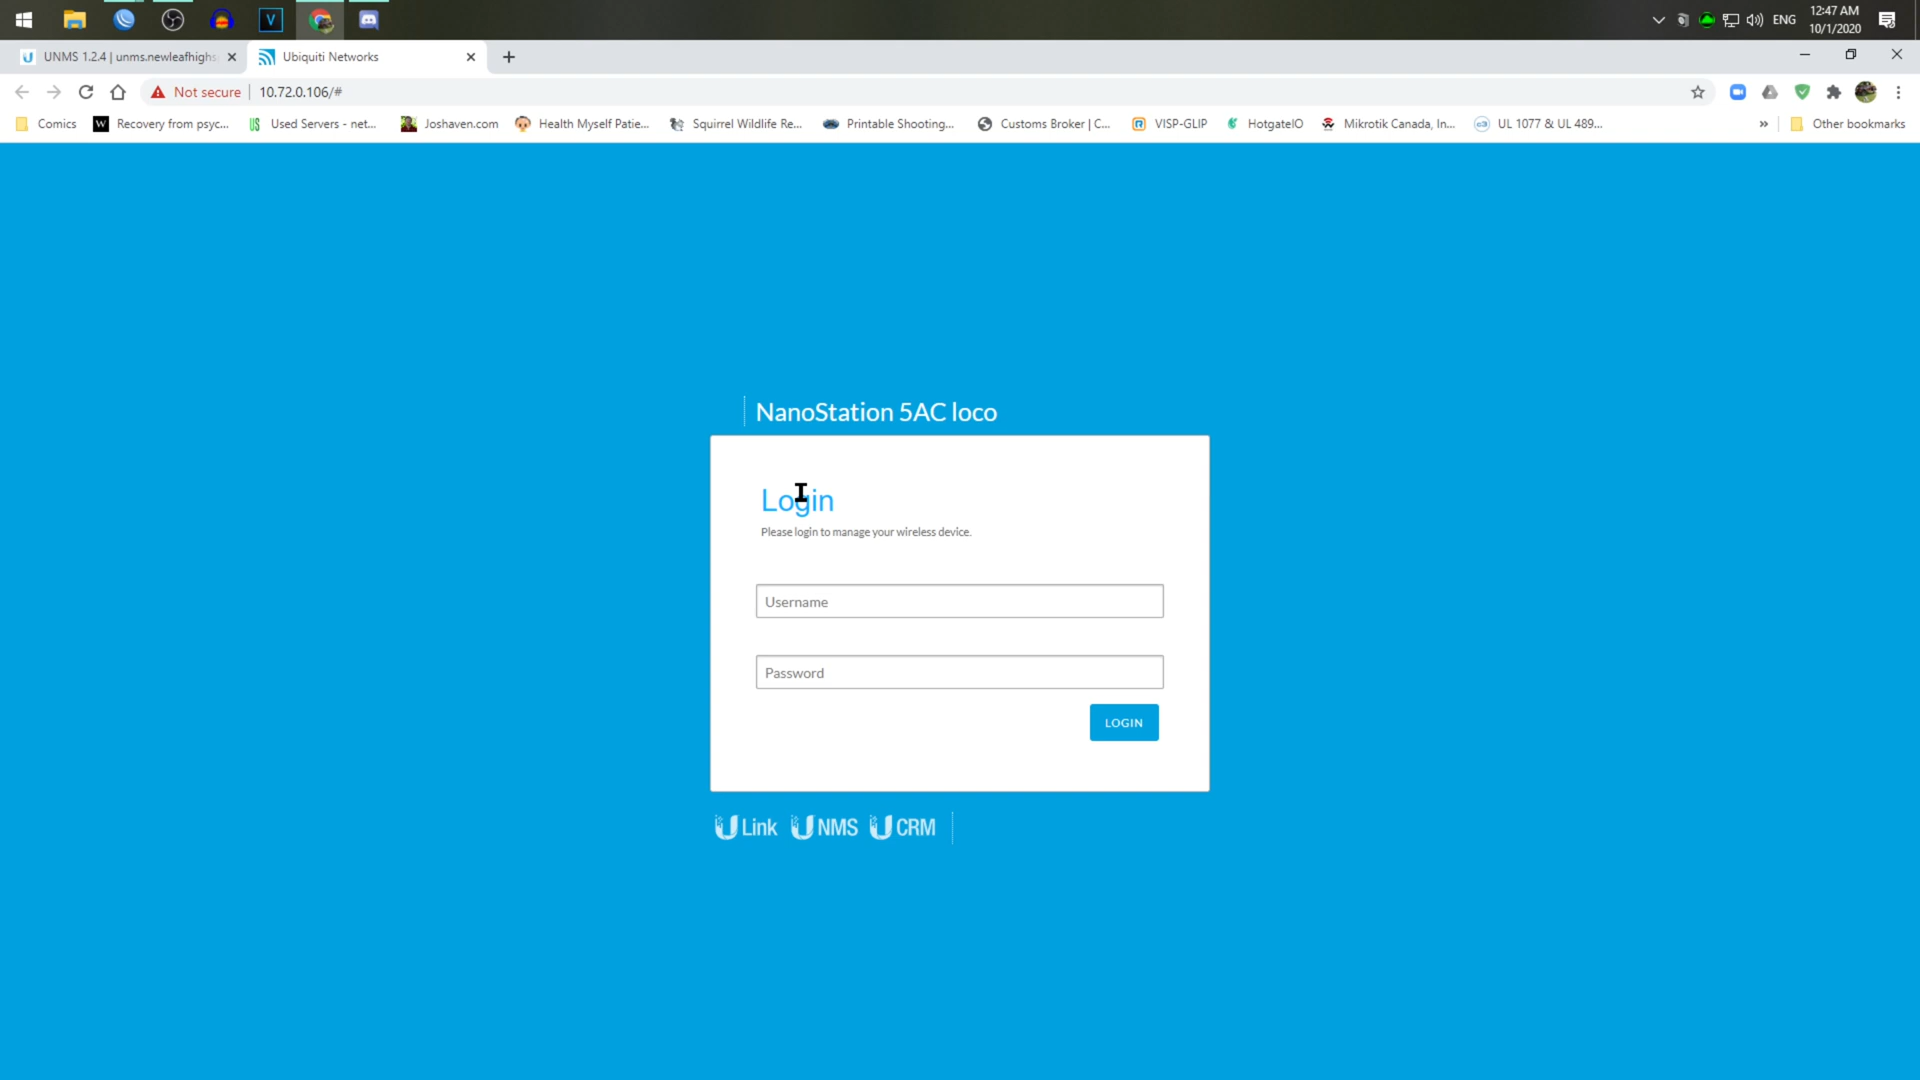 V
ENG
12:47 AM
10/1/2020
UNMS 1.2.4 | unms.newleafhighs
Ubiquiti Networks
Not secure
10.72.0.106/#
Comics
W
Recovery from psyc...
US
Used Servers - net...
Joshaven.com
Health Myself Patie...
Squirrel Wildlife Re...
Printable Shooting...
Customs Broker | C...
VISP-GLIP
HotgateIO
Mikrotik Canada, In...
UL 1077 & UL 489...
»
Other bookmarks
NanoStation 5AC loco
Login
Please login to manage your wireless device.
Username
Password
LOGIN
U Link U NMS U CRM